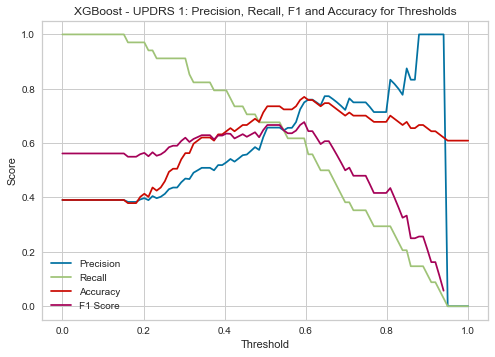 XGBoost - UPDRS 1: Precision, Recall, F1 and Accuracy for Thresholds
1.0
0.8
0.6
0.4
0.2
0.0
Score
Precision
Recall
Accuracy
F1 Score
0.0 0.2 0.4 0.6 0.8 1.0
Threshold